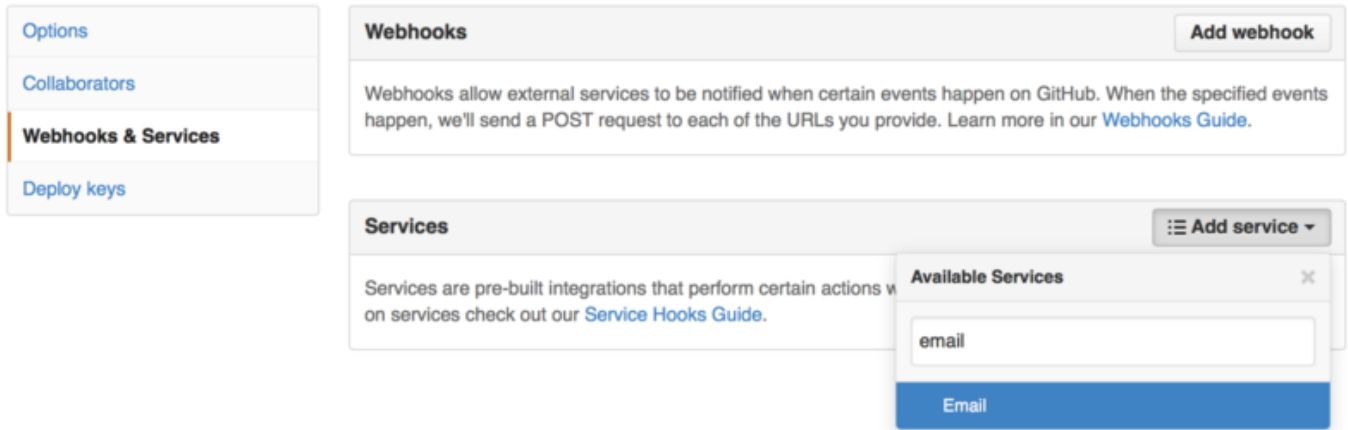 Options
Collaborators
Webhooks & Services
Deploy keys
Webhooks
Add webhook
Webhooks allow external services to be notified when certain events happen on GitHub. When the specified events
happen, we'll send a POST request to each of the URLs you provide. Learn more in our Webhooks Guide.
Services
Add service
Services are pre-built integrations that perform certain actions
on services check out our Service Hooks Guide.
Available Services
email
Email